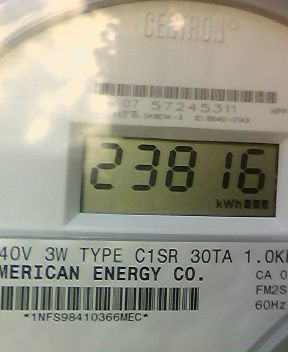 CENTRON®
07 57245311
23816
kWh
40V 3W TYPE C1SR 30TA 1.0K
MERICAN ENERGY CO.
CA 0
FM2S
60Hz
*1NFS98410366MEC*